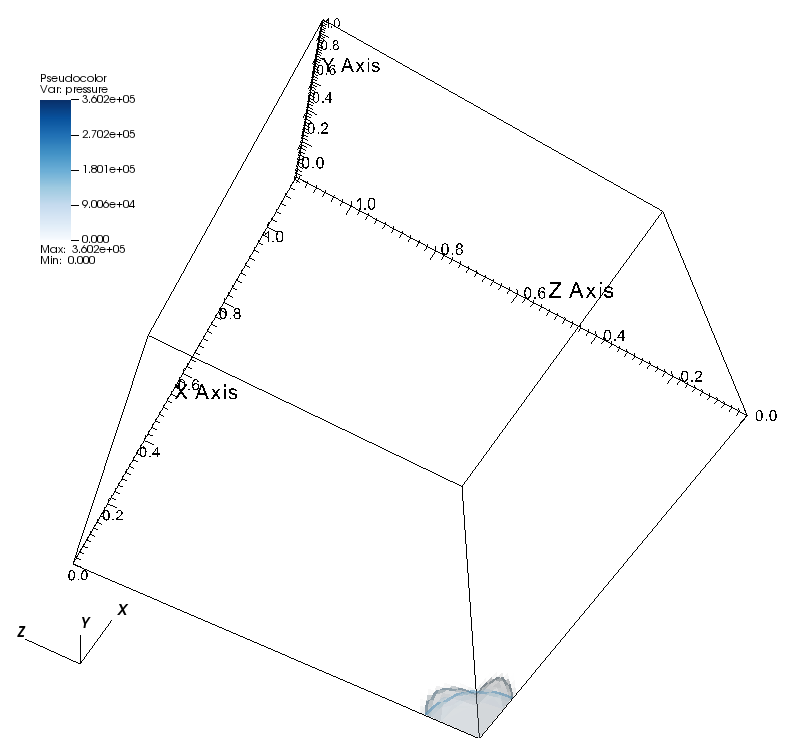 Pseudocolor
Var: pressure
3.602e+05
2.702e+05
1.801e+05
9.006e+04
0.000
Max: 3.602e+05
Min: 0.000
1.0
0.8
0.6
Y Axis
0.4
0.2
0.0
1.0
0.8
0.6
Z Axis
0.4
0.2
0.0
1.0
0.8
0.6
X Axis
0.4
0.2
0.0
X
Y
Z